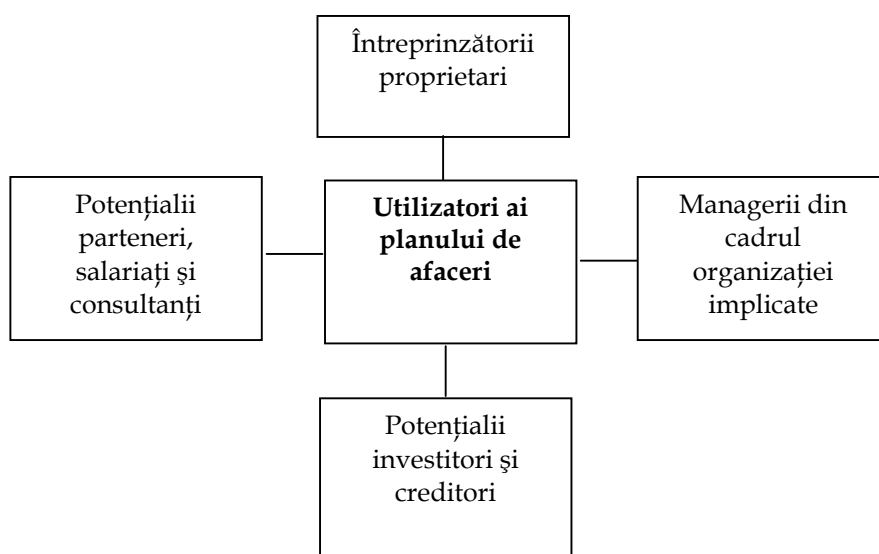 Întreprinzătorii
proprietari
Potențialii
parteneri,
salariați şi
consultanți
Utilizatori ai
planului de
afaceri
Managerii din
cadrul
organizației
implicate
Potențialii
investitori şi
creditori